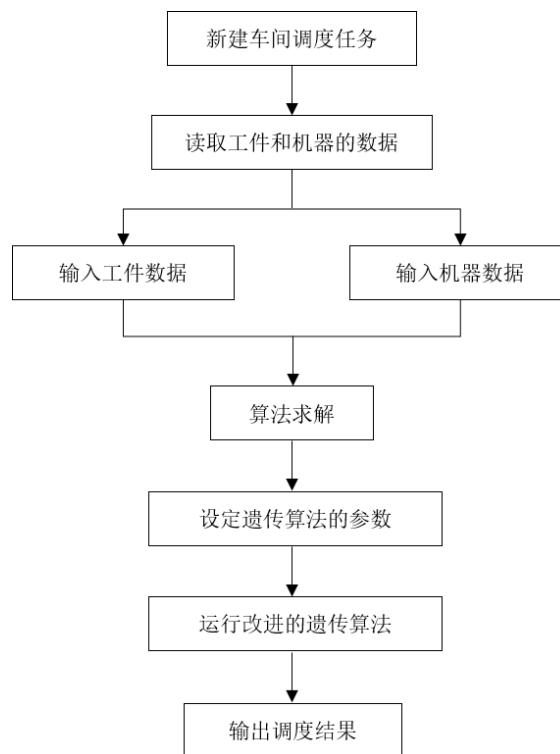 新建车间调度任务
读取工件和机器的数据
输入工件数据
输入机器数据
算法求解
设定遗传算法的参数
运行改进的遗传算法
输出调度结果